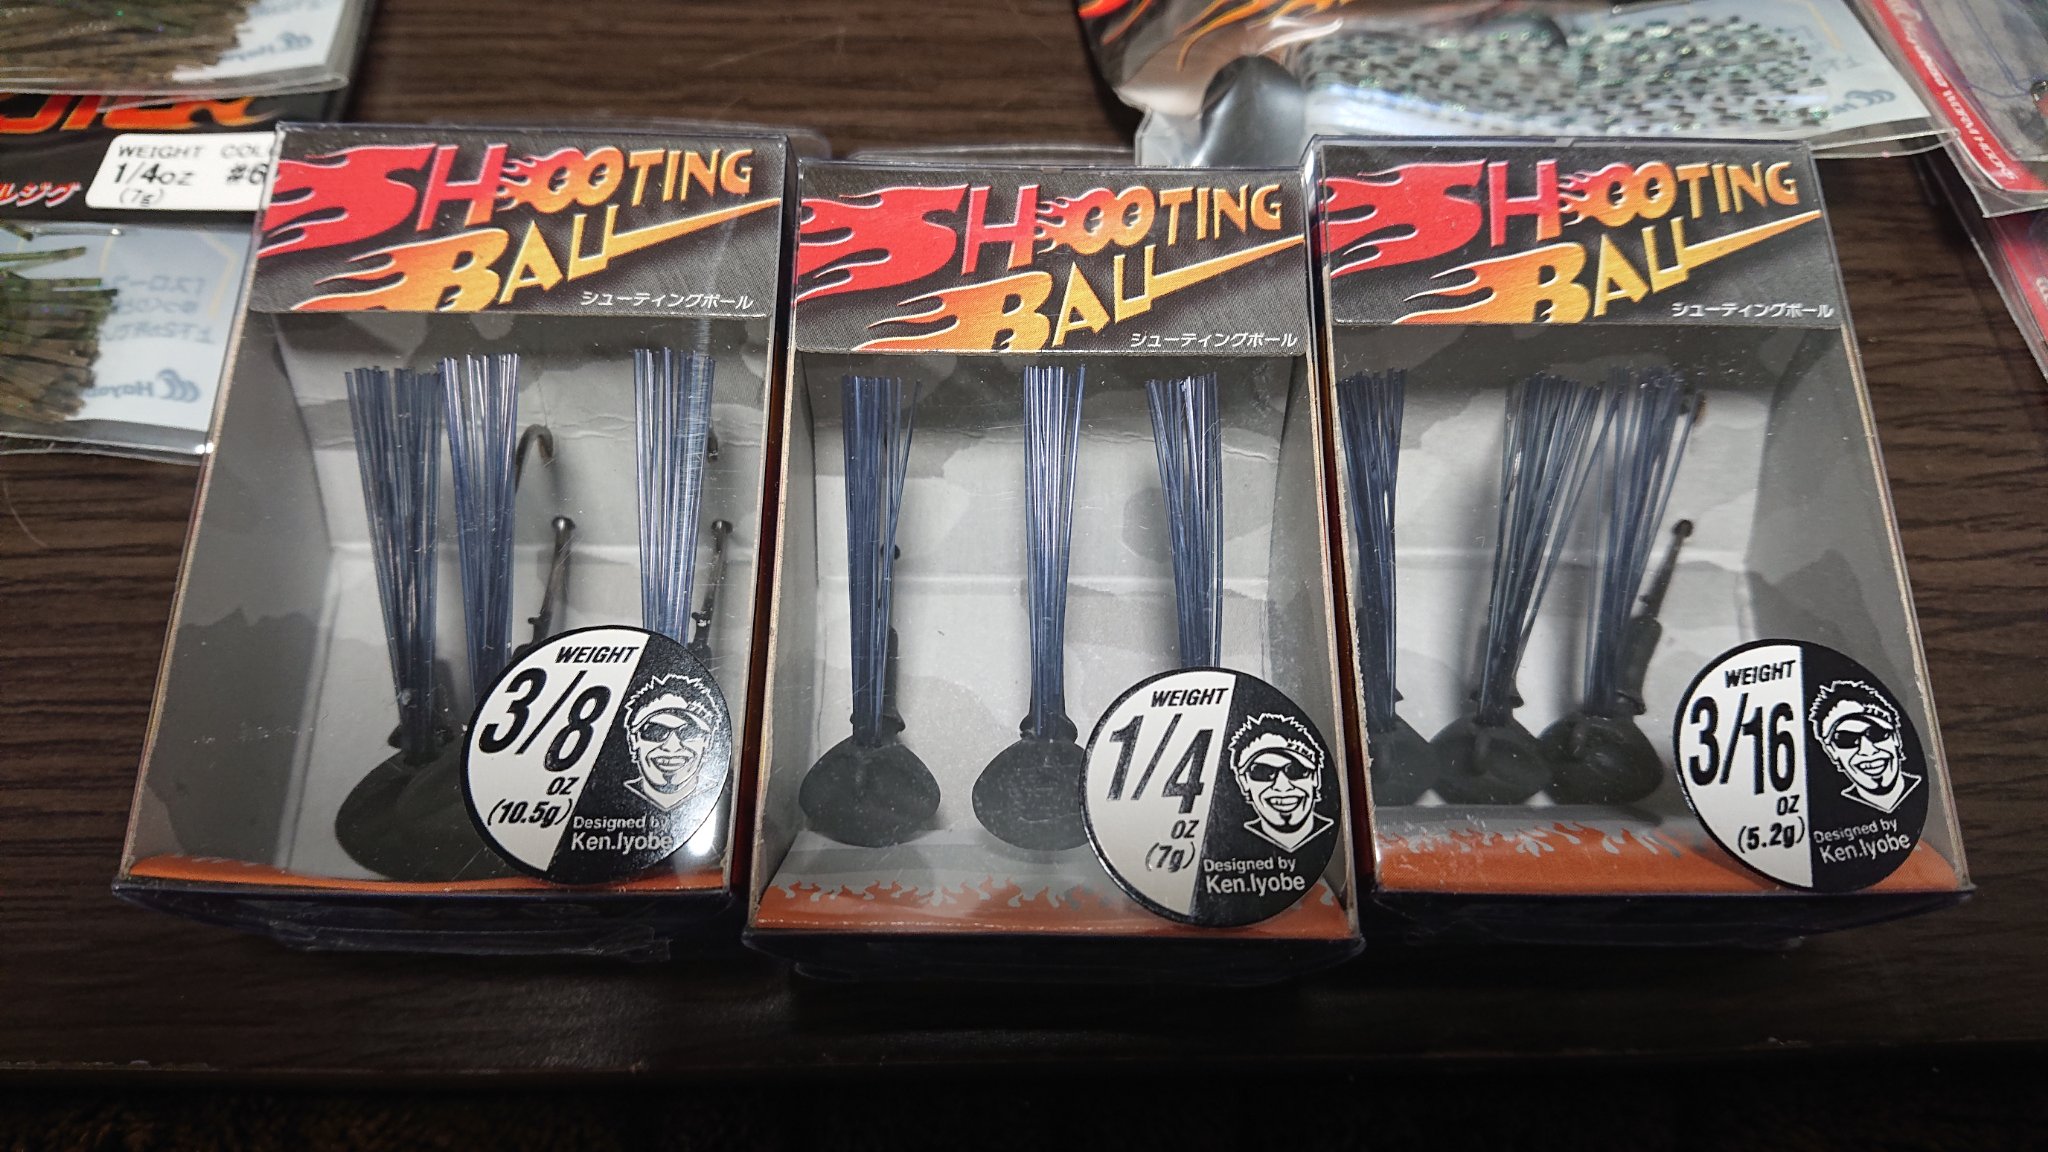 WEIGHT COL
1/4oz #6
(7g)
ルジグ
SHOOTING
BALL
シューティングボール
WEIGHT
3/8
OZ
(10.5g)
Designed by
Ken.Iyobe
SHOOTING
BALL
シューティングボール
WEIGHT
1/4
OZ
(7g)
Designed by
Ken.Iyobe
SHOOTING
BALL
シューティングボール
WEIGHT
3/16
OZ
(5.2g)
Designed by
Ken.Iyobe